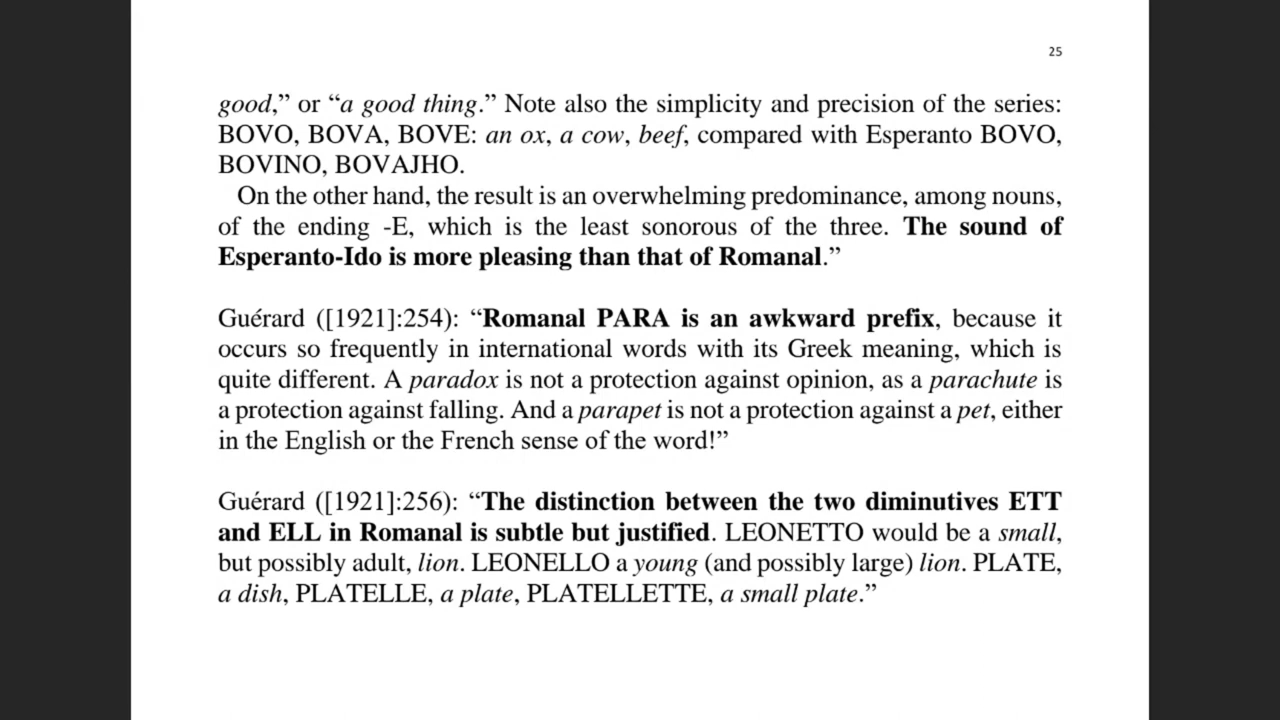 25
good,” or “a good thing.” Note also the simplicity and precision of the series:
BOVO, BOVA, BOVE: an ox, a cow, beef, compared with Esperanto BOVO,
BOVINO, BOVAJHO.
On the other hand, the result is an overwhelming predominance, among nouns,
of the ending -E, which is the least sonorous of the three. The sound of
Esperanto-Ido is more pleasing than that of Romanal.”
Guérard ([1921]:254): “Romanal PARA is an awkward prefix, because it
occurs so frequently in international words with its Greek meaning, which is
quite different. A paradox is not a protection against opinion, as a parachute is
a protection against falling. And a parapet is not a protection against a pet, either
in the English or the French sense of the word!”
Guérard ([1921]:256): “The distinction between the two diminutives ETT
and ELL in Romanal is subtle but justified. LEONETTO would be a small,
but possibly adult, lion. LEONELLO a young (and possibly large) lion. PLATE,
a dish, PLATELLE, a plate, PLATELLETTE, a small plate.”